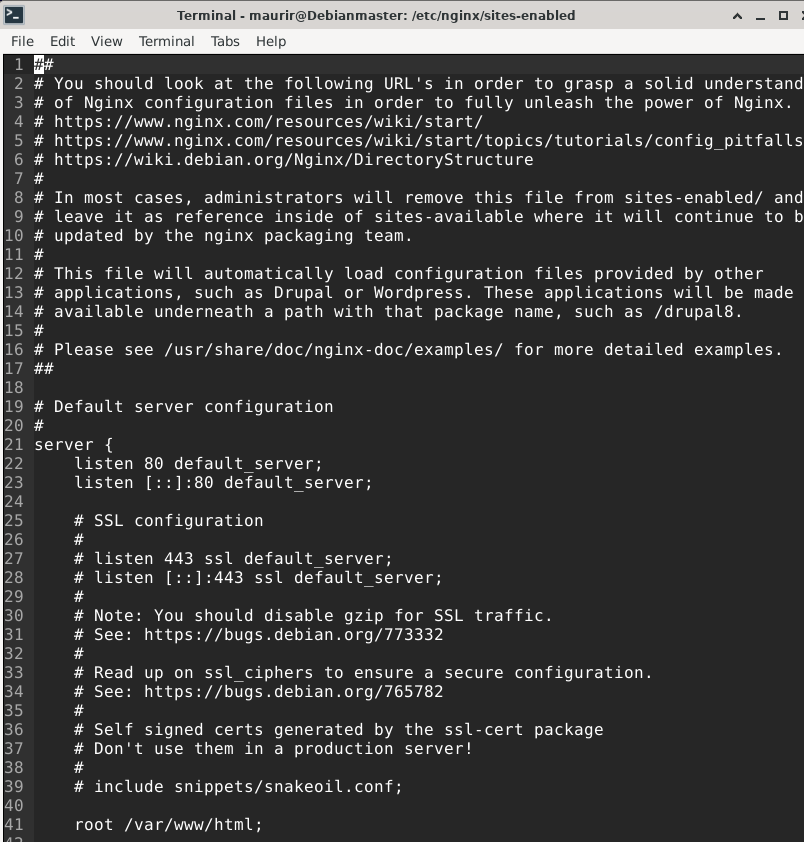 Terminal - maurir@Debianmaster: /etc/nginx/sites-enabled
File Edit View Terminal Tabs Help
1 ##
2 # You should look at the following URL's in order to grasp a solid understand
3 # of Nginx configuration files in order to fully unleash the power of Nginx.
4 # https://www.nginx.com/resources/wiki/start/
5 # https://www.nginx.com/resources/wiki/start/topics/tutorials/config_pitfalls
6 # https://wiki.debian.org/Nginx/DirectoryStructure
7 #
8 # In most cases, administrators will remove this file from sites-enabled/ and
9 # leave it as reference inside of sites-available where it will continue to b
10 # updated by the nginx packaging team.
11 #
12 # This file will automatically load configuration files provided by other
13 # applications, such as Drupal or Wordpress. These applications will be made
14 # available underneath a path with that package name, such as /drupal8.
15 #
16 # Please see /usr/share/doc/nginx-doc/examples/ for more detailed examples.
17 ##
18
19 # Default server configuration
20 #
21 server {
22     listen 80 default_server;
23     listen [::]:80 default_server;
24
25     # SSL configuration
26     #
27     # listen 443 ssl default_server;
28     # listen [::]:443 ssl default_server;
29     #
30     # Note: You should disable gzip for SSL traffic.
31     # See: https://bugs.debian.org/773332
32     #
33     # Read up on ssl_ciphers to ensure a secure configuration.
34     # See: https://bugs.debian.org/765782
35     #
36     # Self signed certs generated by the ssl-cert package
37     # Don't use them in a production server!
38     #
39     # include snippets/snakeoil.conf;
40
41     root /var/www/html;